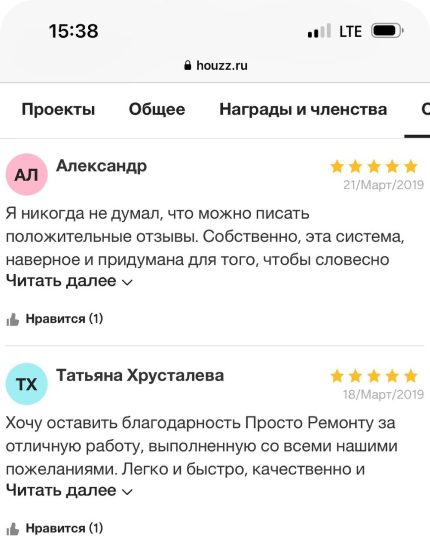 15:38
LTE
houzz.ru
Проекты Общее Награды и членства
АЛ Александр
21/Март/2019
Я никогда не думал, что можно писать
положительные отзывы. Собственно, эта система,
наверное и придумана для того, чтобы словесно
Читать далее
Нравится (1)
ТХ Татьяна Хрусталева
18/Март/2019
Хочу оставить благодарность Просто Ремонту за
отличную работу, выполненную со всеми нашими
пожеланиями. Легко и быстро, качественно и
Читать далее
Нравится (1)